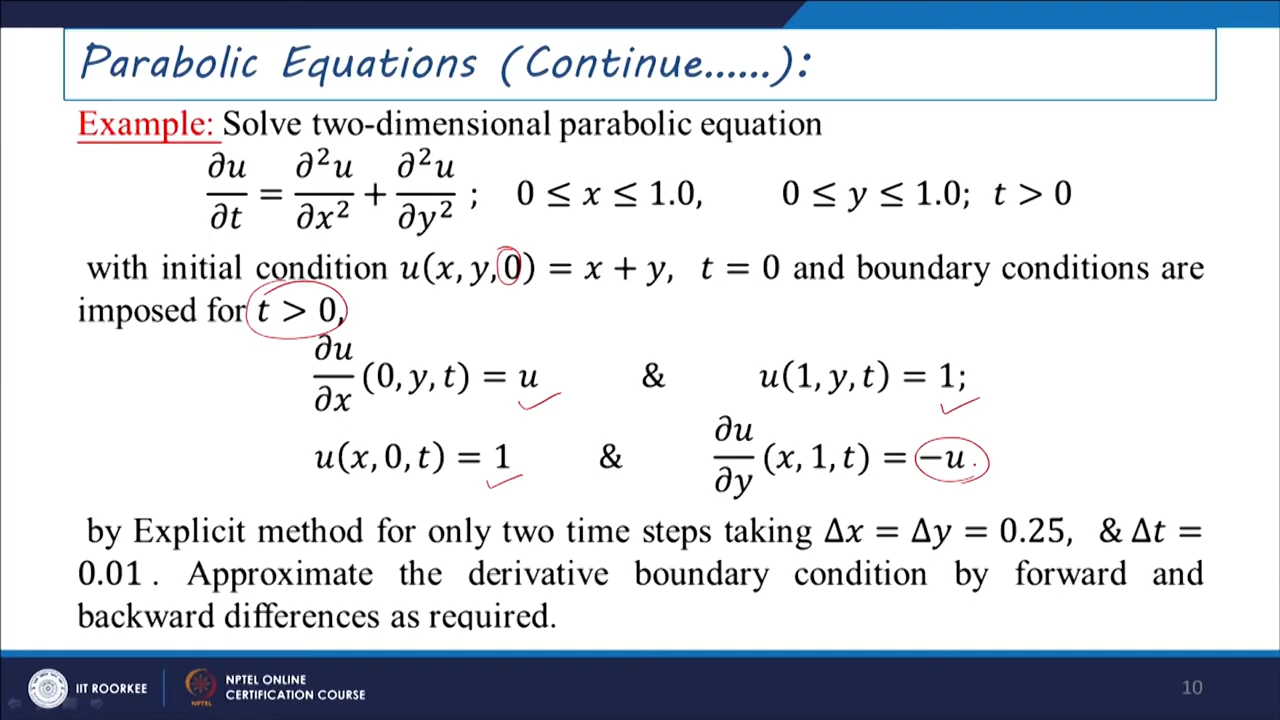 Parabolic Equations (Continue......):
Example: Solve two-dimensional parabolic equation
∂u/∂t = ∂²u/∂x² + ∂²u/∂y² ; 0 ≤ x ≤ 1.0, 0 ≤ y ≤ 1.0; t > 0
with initial condition u(x, y, 0) = x + y, t = 0 and boundary conditions are
imposed for t > 0,
∂u/∂x (0, y, t) = u & u(1, y, t) = 1;
u(x, 0, t) = 1 & ∂u/∂y (x, 1, t) = −u.
by Explicit method for only two time steps taking Δx = Δy = 0.25, & Δt =
0.01 . Approximate the derivative boundary condition by forward and
backward differences as required.
IIT ROORKEE
NPTEL
NPTEL ONLINE
CERTIFICATION COURSE
10